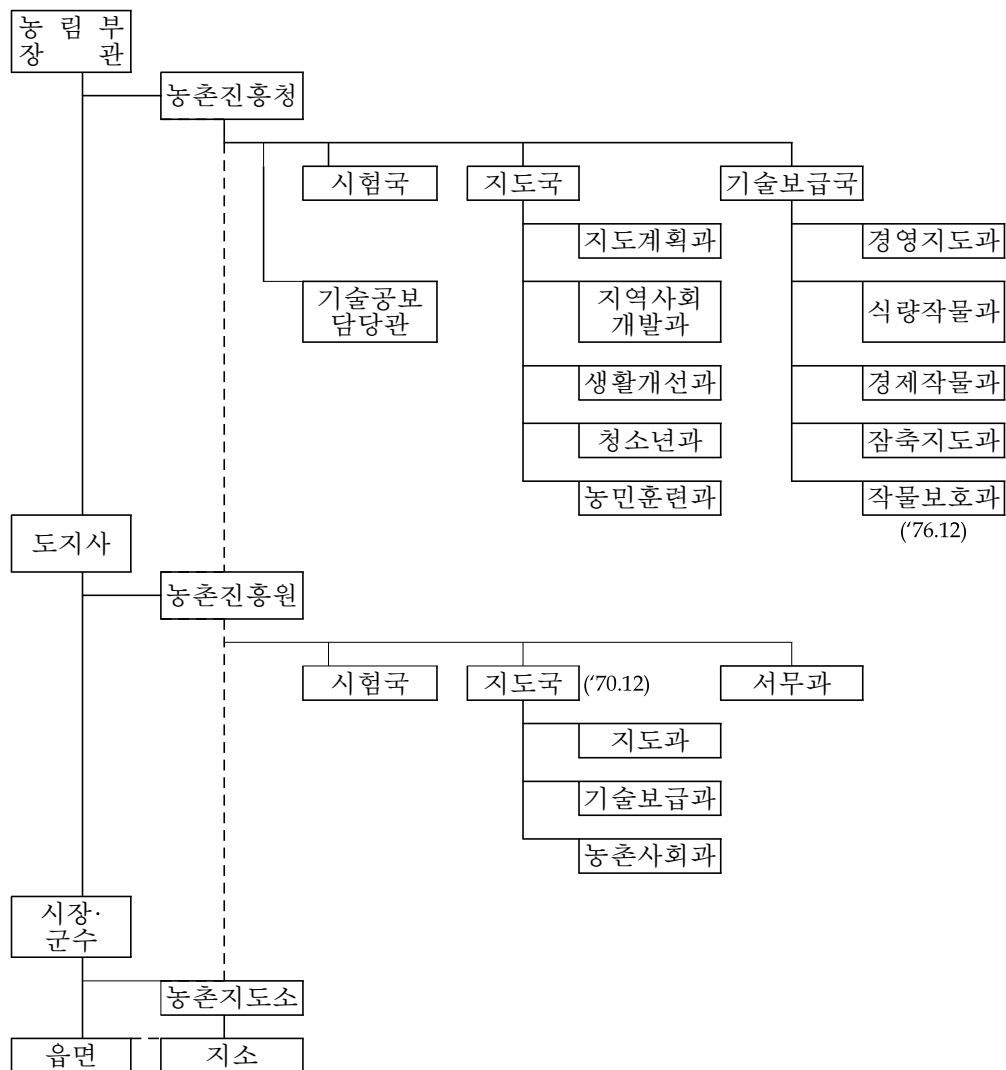 농 림 부
장 관
농촌진흥청
시험국
지도국
기술보급국
지도계획과
경영지도과
기술공보
담당관
지역사회
개발과
식량작물과
생활개선과
경제작물과
청소년과
잠축지도과
농민훈련과
작물보호과
(‘76.12)
도지사
농촌진흥원
시험국
지도국 (‘70.12)
서무과
지도과
기술보급과
농촌사회과
시장·
군수
농촌지도소
읍면
지소